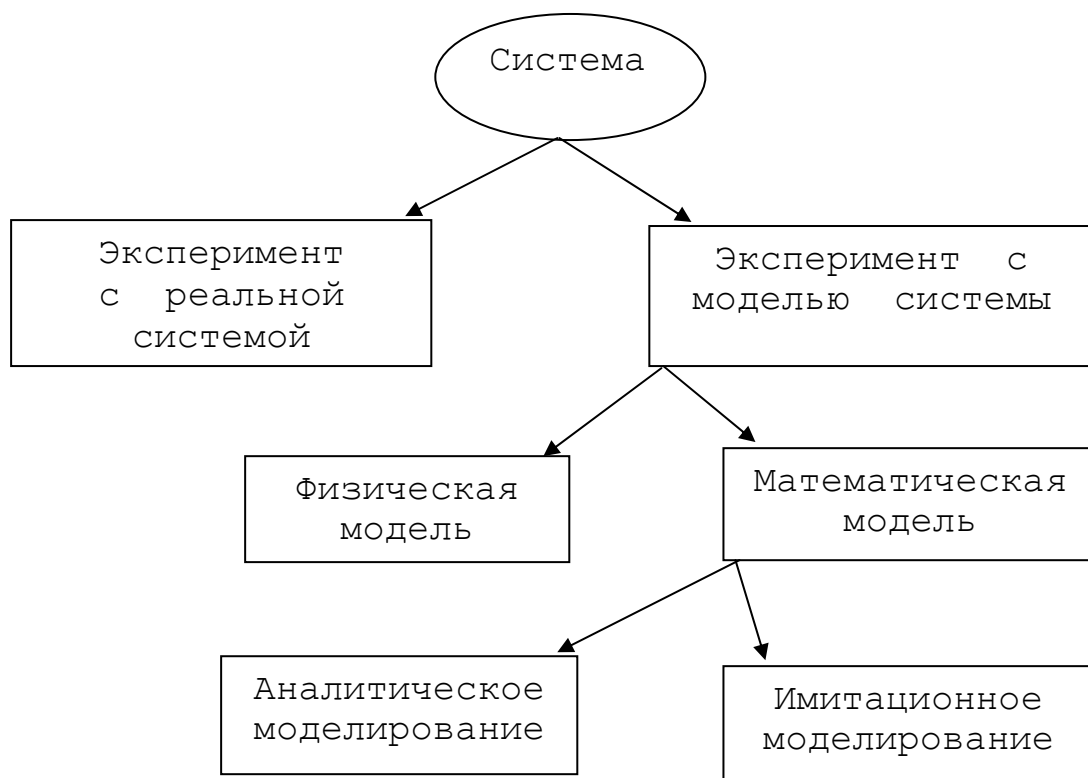 Система
Эксперимент
с реальной
системой
Эксперимент с
моделью системы
Физическая
модель
Математическая
модель
Аналитическое
моделирование
Имитационное
моделирование